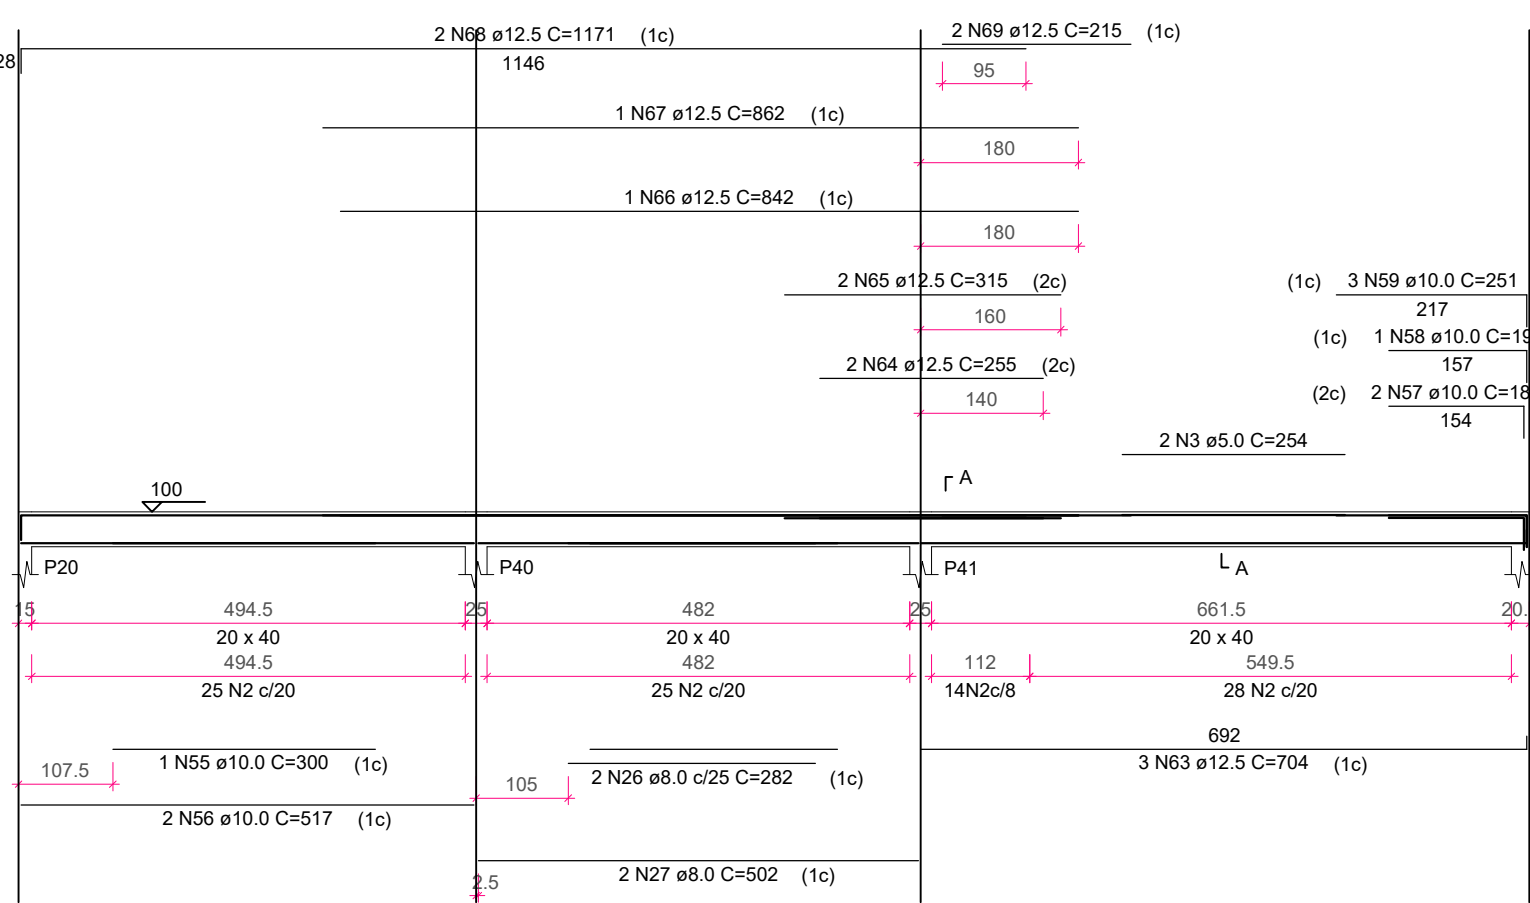 2 N68 ø12.5 C=1171 (1c)
2 N69 ø12.5 C=215 (1c)
28
1146
95
1 N67 ø12.5 C=862 (1c)
180
1 N66 ø12.5 C=842 (1c)
180
2 N65 ø12.5 C=315 (2c)
(1c) 3 N59 ø10.0 C=251
160
217
(1c) 1 N58 ø10.0 C=19
2 N64 ø12.5 C=255 (2c)
157
140
(2c) 2 N57 ø10.0 C=18
154
2 N3 ø5.0 C=254
A
100
P20
P40
P41
A
15 494.5 25 482 25 661.5 20.
20 x 40
20 x 40
20 x 40
494.5 482 112 549.5
25 N2 c/20
25 N2 c/20
14N2c/8
28 N2 c/20
692
1 N55 ø10.0 C=300 (1c)
3 N63 ø12.5 C=704 (1c)
107.5
105
2 N26 ø8.0 c/25 C=282 (1c)
2 N56 ø10.0 C=517 (1c)
2 N27 ø8.0 C=502 (1c)
2.5